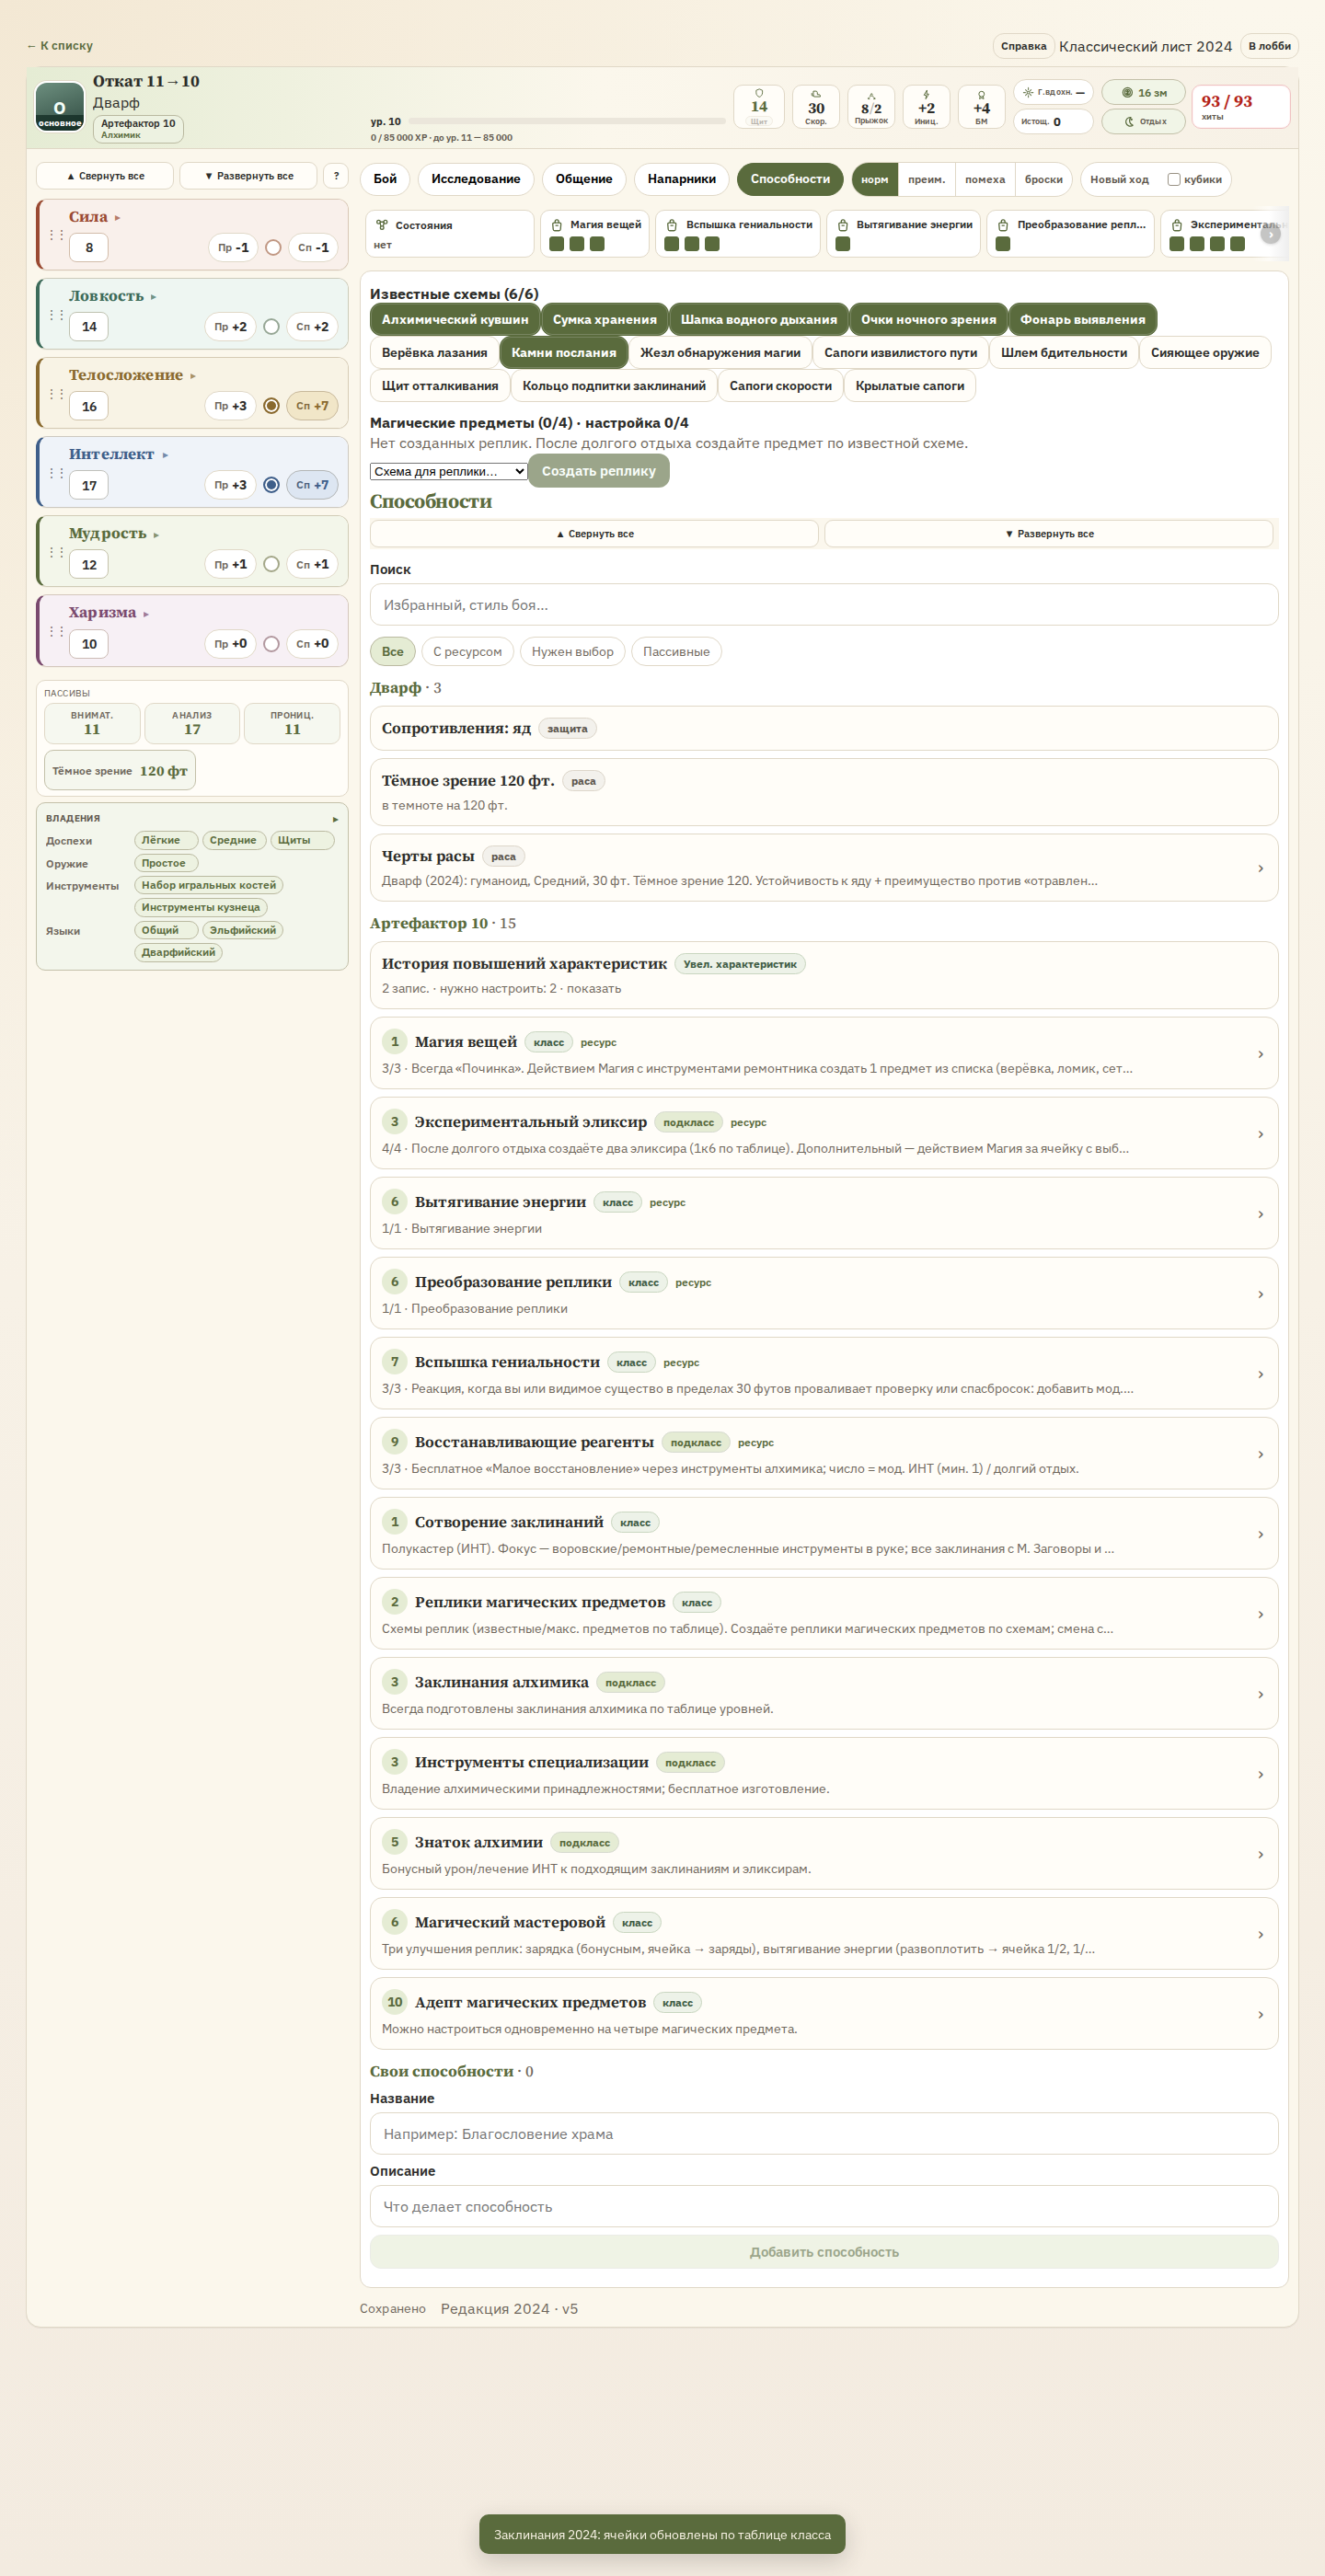 ← К списку
Справка Классический лист 2024 В лобби
О
основное
Откат 11→10
Дварф
Артефактор 10
Алхимик
ур. 10
0 / 85 000 XP · до ур. 11 — 85 000
14
Щит
30
Скор.
8/2
Прыжок
+2
Иниц.
+4
БМ
Г.вдохн. —
Истощ. 0
16 зм
Отдых
93 / 93
хиты
▲ Свернуть все ▼ Развернуть все ?
Сила ▸
8 Пр -1 Сп -1
Ловкость ▸
14 Пр +2 Сп +2
Телосложение ▸
16 Пр +3 Сп +7
Интеллект ▸
17 Пр +3 Сп +7
Мудрость ▸
12 Пр +1 Сп +1
Харизма ▸
10 Пр +0 Сп +0
ПАССИВЫ
ВНИМАТ. АНАЛИЗ ПРОНИЦ.
11 17 11
Тёмное зрение 120 фт
ВЛАДЕНИЯ ▸
Доспехи Лёгкие Средние Щиты
Оружие Простое
Инструменты Набор игральных костей
Инструменты кузнеца
Языки Общий Эльфийский
Дварфийский
Бой Исследование Общение Напарники Способности норм преим. помеха броски Новый ход кубики
Состояния
нет
Магия вещей
Вспышка гениальности
Вытягивание энергии
Преобразование репл...
Эксперименталь
›
Известные схемы (6/6)
Алхимический кувшин Сумка хранения Шапка водного дыхания Очки ночного зрения Фонарь выявления
Верёвка лазания Камни послания Жезл обнаружения магии Сапоги извилистого пути Шлем бдительности Сияющее оружие
Щит отталкивания Кольцо подпитки заклинаний Сапоги скорости Крылатые сапоги
Магические предметы (0/4) · настройка 0/4
Нет созданных реплик. После долгого отдыха создайте предмет по известной схеме.
Схема для реплики… Создать реплику
Способности
▲ Свернуть все ▼ Развернуть все
Поиск
Избранный, стиль боя…
Все С ресурсом Нужен выбор Пассивные
Дварф · 3
Сопротивления: яд защита
Тёмное зрение 120 фт. раса
в темноте на 120 фт.
Черты расы раса
Дварф (2024): гуманоид, Средний, 30 фт. Тёмное зрение 120. Устойчивость к яду + преимущество против «отравлен… ›
Артефактор 10 · 15
История повышений характеристик Увел. характеристик
2 запис. · нужно настроить: 2 · показать
1 Магия вещей класс ресурс
3/3 · Всегда «Починка». Действием Магия с инструментами ремонтника создать 1 предмет из списка (верёвка, ломик, сет… ›
3 Экспериментальный эликсир подкласс ресурс
4/4 · После долгого отдыха создаёте два эликсира (1к6 по таблице). Дополнительный — действием Магия за ячейку с выб… ›
6 Вытягивание энергии класс ресурс
1/1 · Вытягивание энергии ›
6 Преобразование реплики класс ресурс
1/1 · Преобразование реплики ›
7 Вспышка гениальности класс ресурс
3/3 · Реакция, когда вы или видимое существо в пределах 30 футов проваливает проверку или спасбросок: добавить мод.… ›
9 Восстанавливающие реагенты подкласс ресурс
3/3 · Бесплатное «Малое восстановление» через инструменты алхимика; число = мод. ИНТ (мин. 1) / долгий отдых. ›
1 Сотворение заклинаний класс
Полукастер (ИНТ). Фокус — воровские/ремонтные/ремесленные инструменты в руке; все заклинания с М. Заговоры и … ›
2 Реплики магических предметов класс
Схемы реплик (известные/макс. предметов по таблице). Создаёте реплики магических предметов по схемам; смена с… ›
3 Заклинания алхимика подкласс
Всегда подготовлены заклинания алхимика по таблице уровней. ›
3 Инструменты специализации подкласс
Владение алхимическими принадлежностями; бесплатное изготовление. ›
5 Знаток алхимии подкласс
Бонусный урон/лечение ИНТ к подходящим заклинаниям и эликсирам. ›
6 Магический мастеровой класс
Три улучшения реплик: зарядка (бонусным, ячейка → заряды), вытягивание энергии (развоплотить → ячейка 1/2, 1/… ›
10 Адепт магических предметов класс
Можно настроиться одновременно на четыре магических предмета. ›
Свои способности · 0
Название
Например: Благословение храма
Описание
Что делает способность
Добавить способность
Сохранено Редакция 2024 · v5
Заклинания 2024: ячейки обновлены по таблице класса